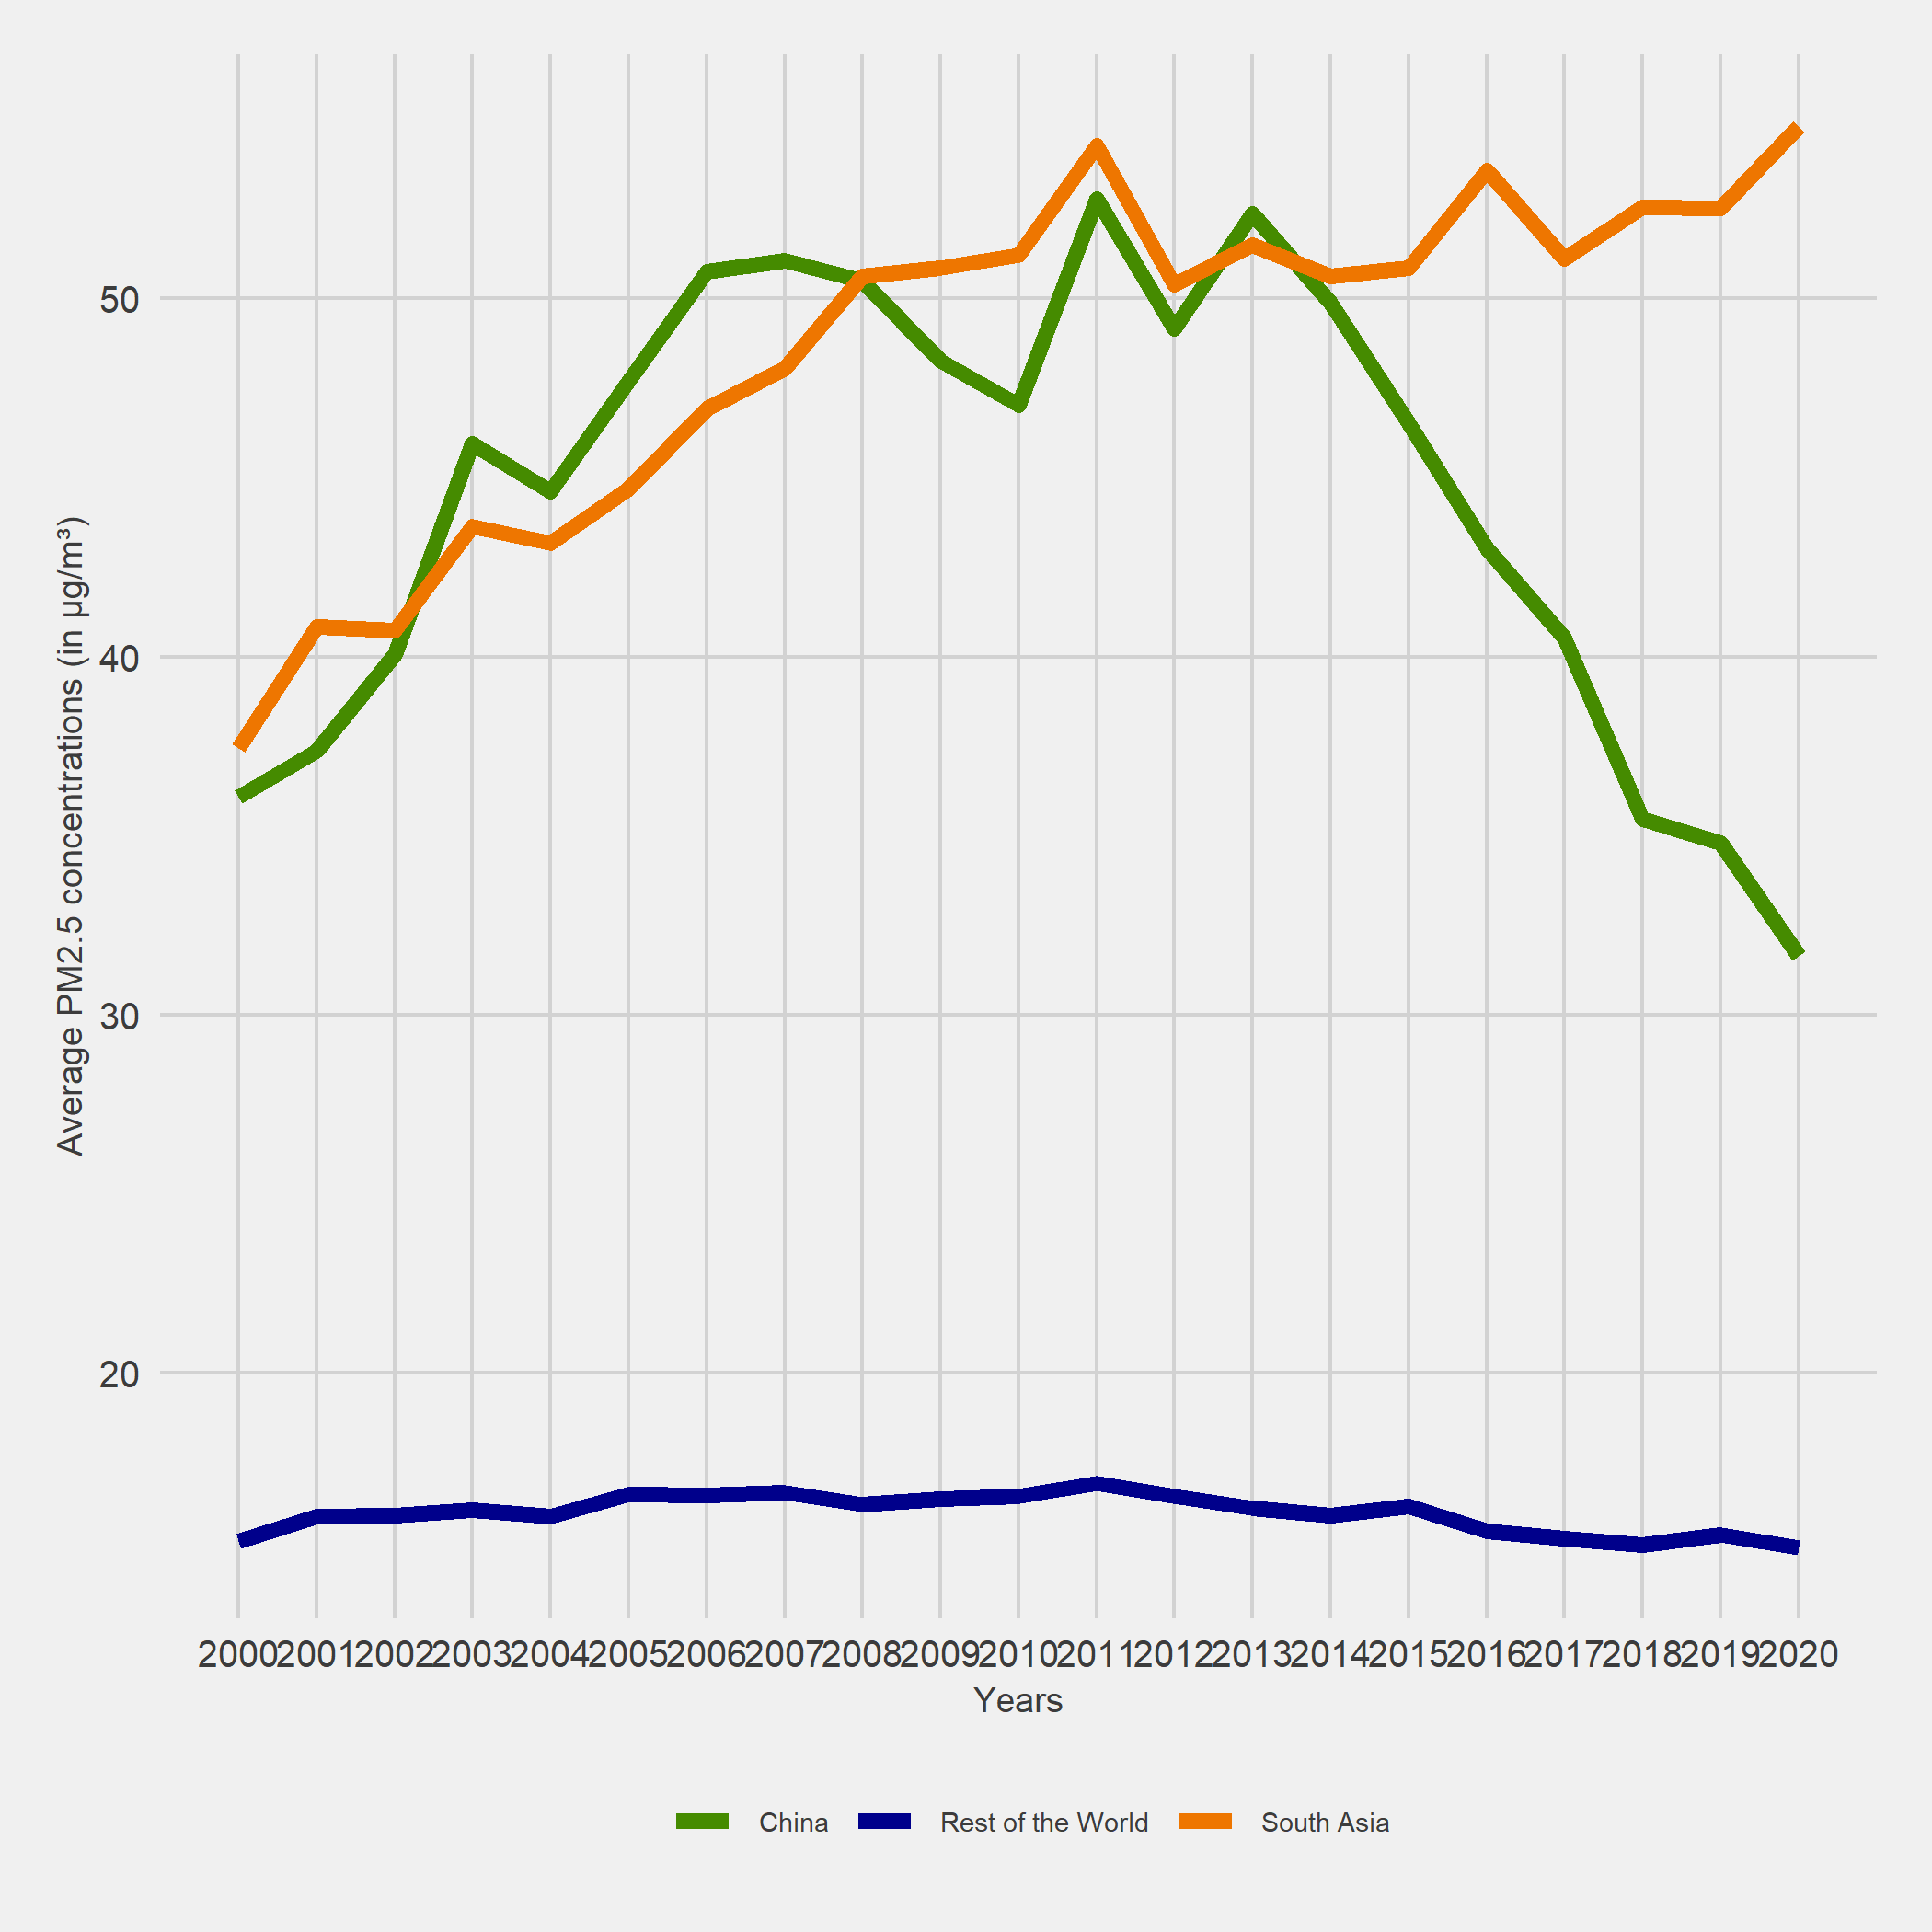 Average PM2.5 concentrations (in µg/m³)
50
40
30
20
2000 2001 2002 2003 2004 2005 2006 2007 2008 2009 2010 2011 2012 2013 2014 2015 2016 2017 2018 2019 2020
Years
China Rest of the World South Asia